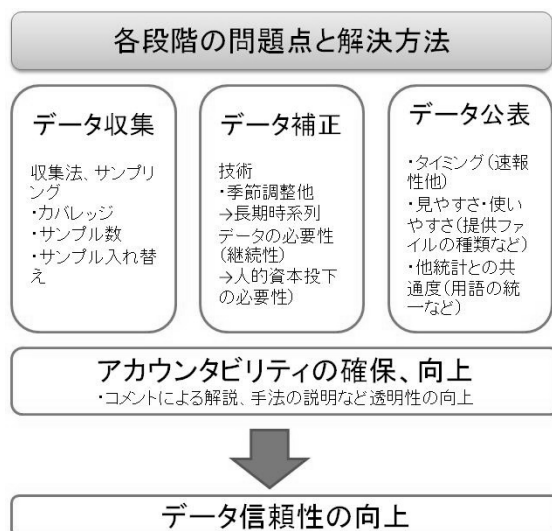 各段階の問題点と解決方法
データ収集
収集法、サンプリ
ング
・カバレッジ
・サンプル数
・サンプル入れ替
え
データ補正
技術
・季節調整他
→長期時系列
データの必要性
(継続性)
→人的資本投下
の必要性)
データ公表
・タイミング(速報
性他)
・見やすさ・使い
やすさ(提供ファ
イルの種類など)
・他統計との共
通度(用語の統
一など)
アカウンタビリティの確保、向上
・コメントによる解説、手法の説明など透明性の向上
データ信頼性の向上